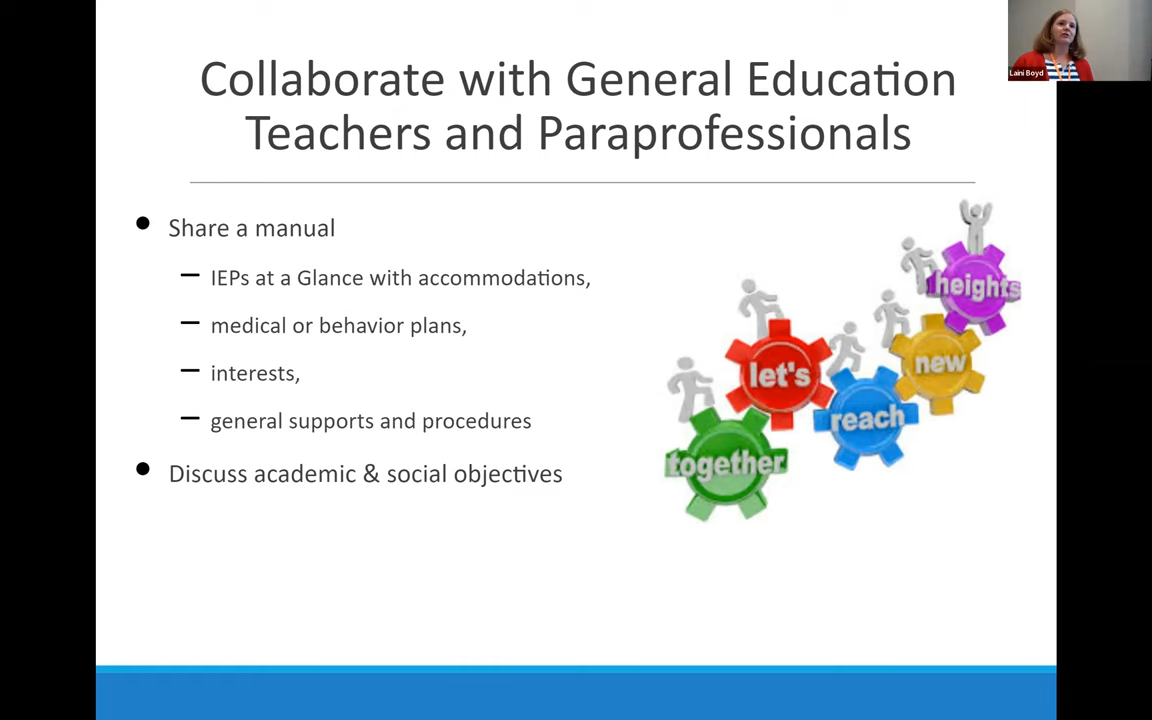 Collaborate with General Education
Teachers and Paraprofessionals
Laini Boyd
● Share a manual
– IEPs at a Glance with accommodations,
– medical or behavior plans,
– interests,
– general supports and procedures
● Discuss academic & social objectives
together
let's
reach
new
heights